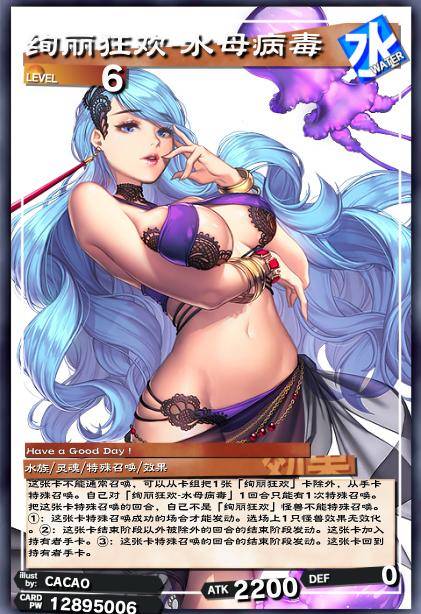 绚丽狂欢-水母病毒
水
WATER
LEVEL
6
Have a Good Day !
水族/灵魂/特殊召唤/效果
这张卡不能通常召唤，可以从卡组把1张「绚丽狂欢」卡除外，从手卡
特殊召唤。自己对「绚丽狂欢-水母病毒」1回合只能有1次特殊召唤。
把这张卡特殊召唤的回合，自己不是「绚丽狂欢」怪兽不能特殊召唤。
①：这张卡特殊召唤成功的场合才能发动。选场上1只怪兽效果无效化
。②：这张卡结束阶段以外被除外的回合的结束阶段发动。这张卡加入
持有者手卡。③：这张卡特殊召唤的回合的结束阶段发动。这张卡回到
持有者手卡。
illust by: CACAO
CARD PW 12895006
ATK 2200 DEF 0